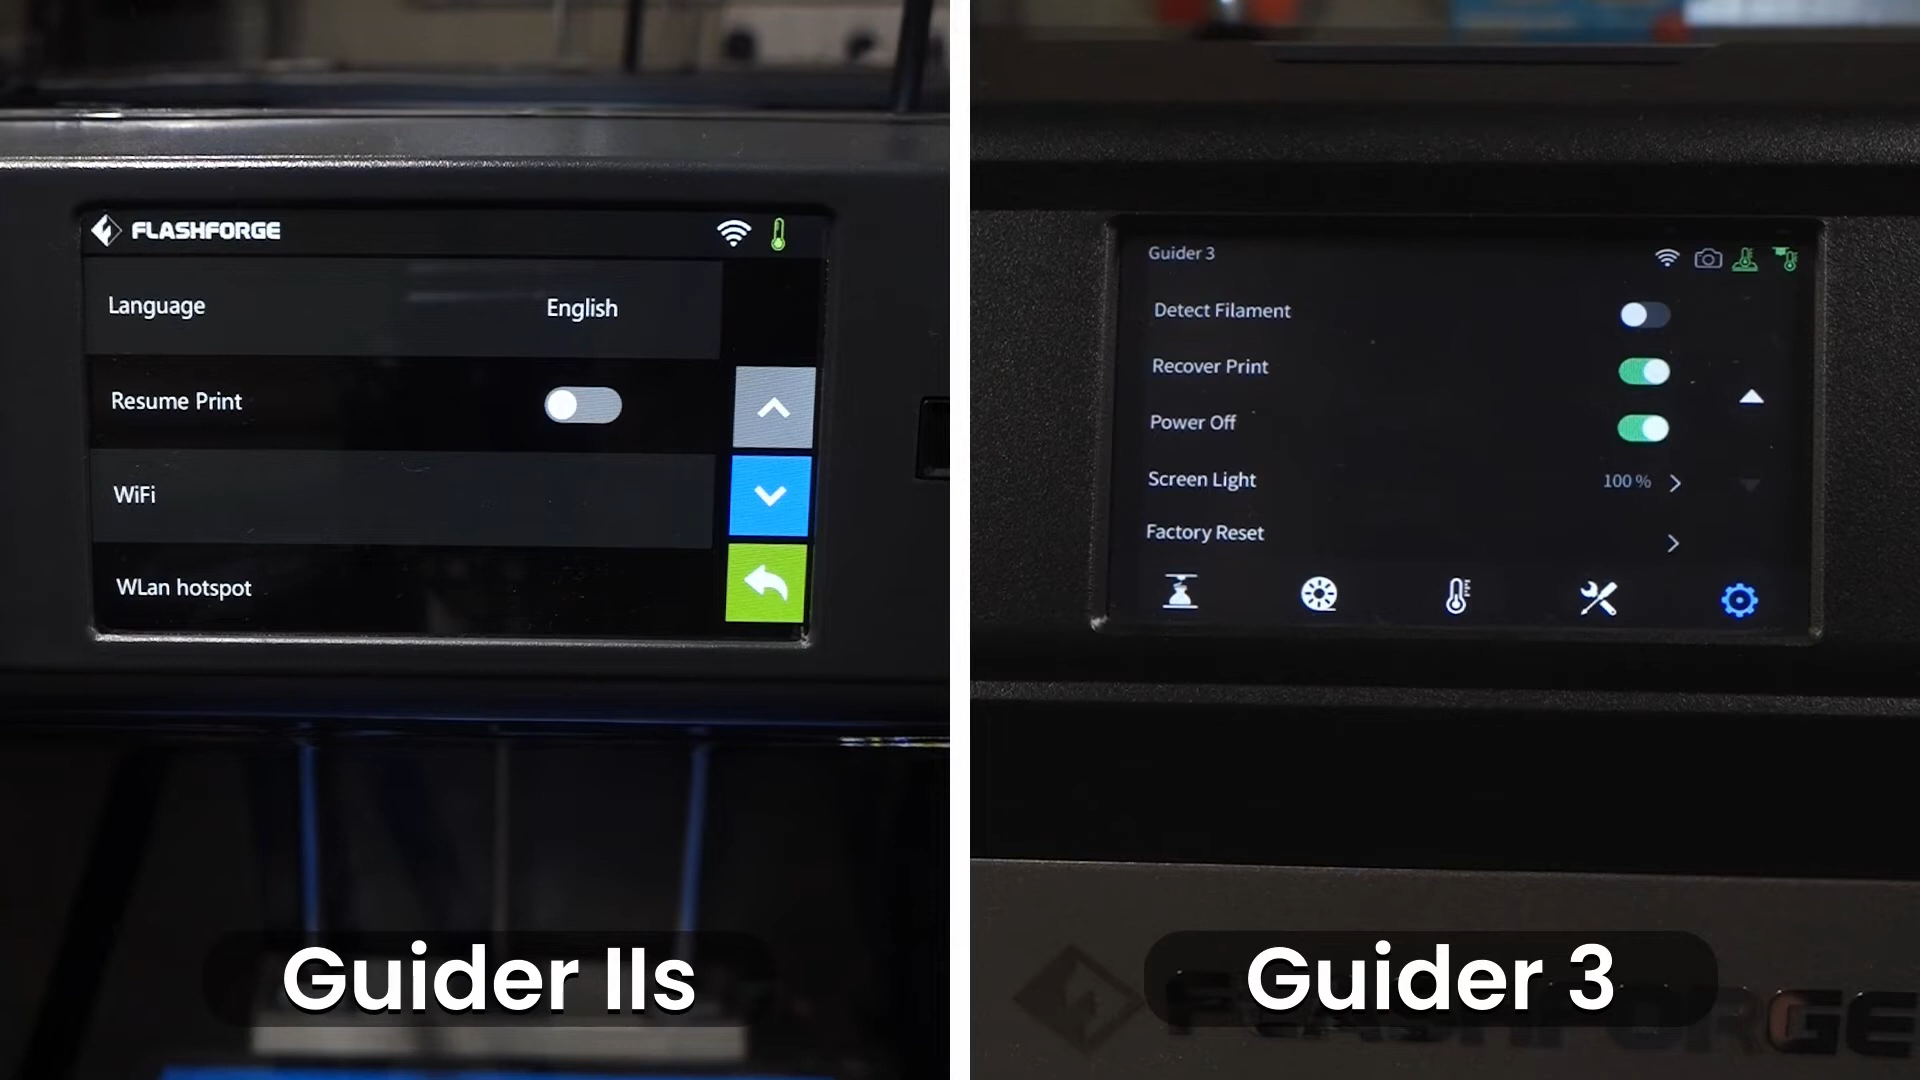 FLASHFORGE
Language English
Resume Print
WiFi
WLan hotspot
Guider IIs
Guider 3
Detect Filament
Recover Print
Power Off
Screen Light 100 %
Factory Reset
Guider 3
FLASHFORGE